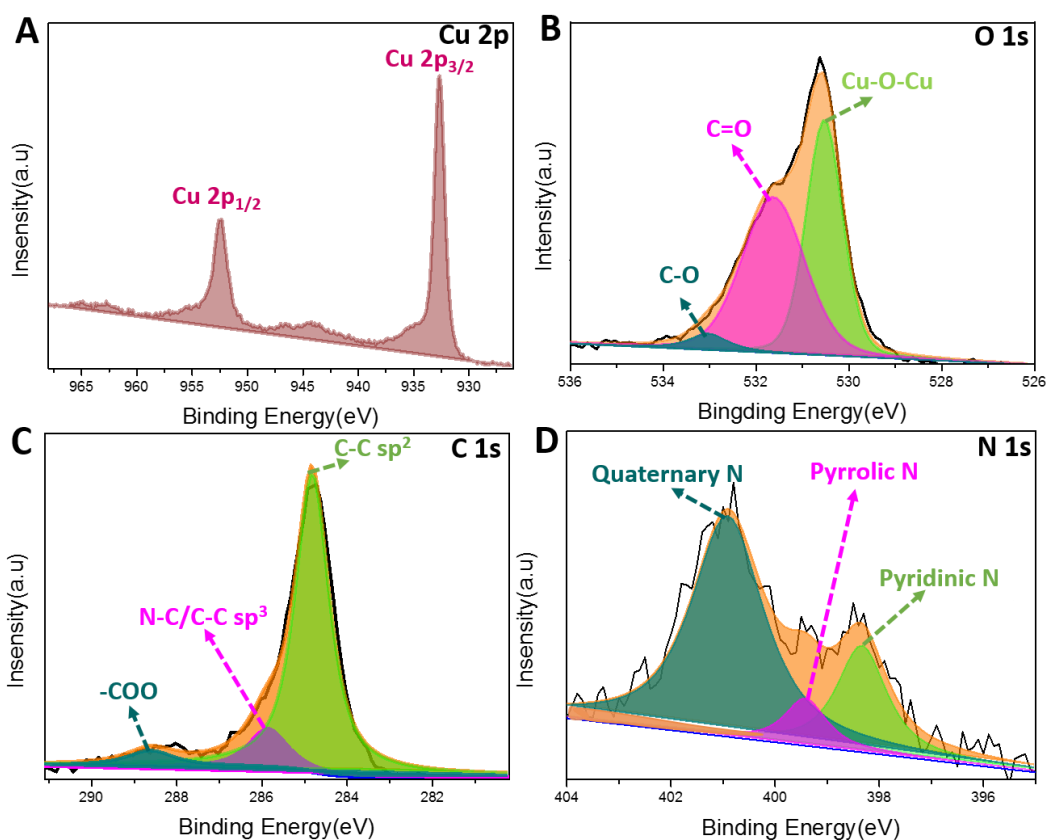 A
Cu 2p
Cu 2p3/2
Cu 2p1/2
Insensity(a.u)
965 960 955 950 945 940 935 930
Binding Energy(eV)
B
O 1s
Cu-O-Cu
C=O
C-O
Intensity(a.u)
536 534 532 530 528 526
Bingding Energy(eV)
C
C 1s
C-C sp2
N-C/C-C sp3
-COO
Insensity(a.u)
290 288 286 284 282
Binding Energy(eV)
D
N 1s
Quaternary N
Pyrrolic N
Pyridinic N
Insensity(a.u)
404 402 400 398 396
Binding Energy(eV)